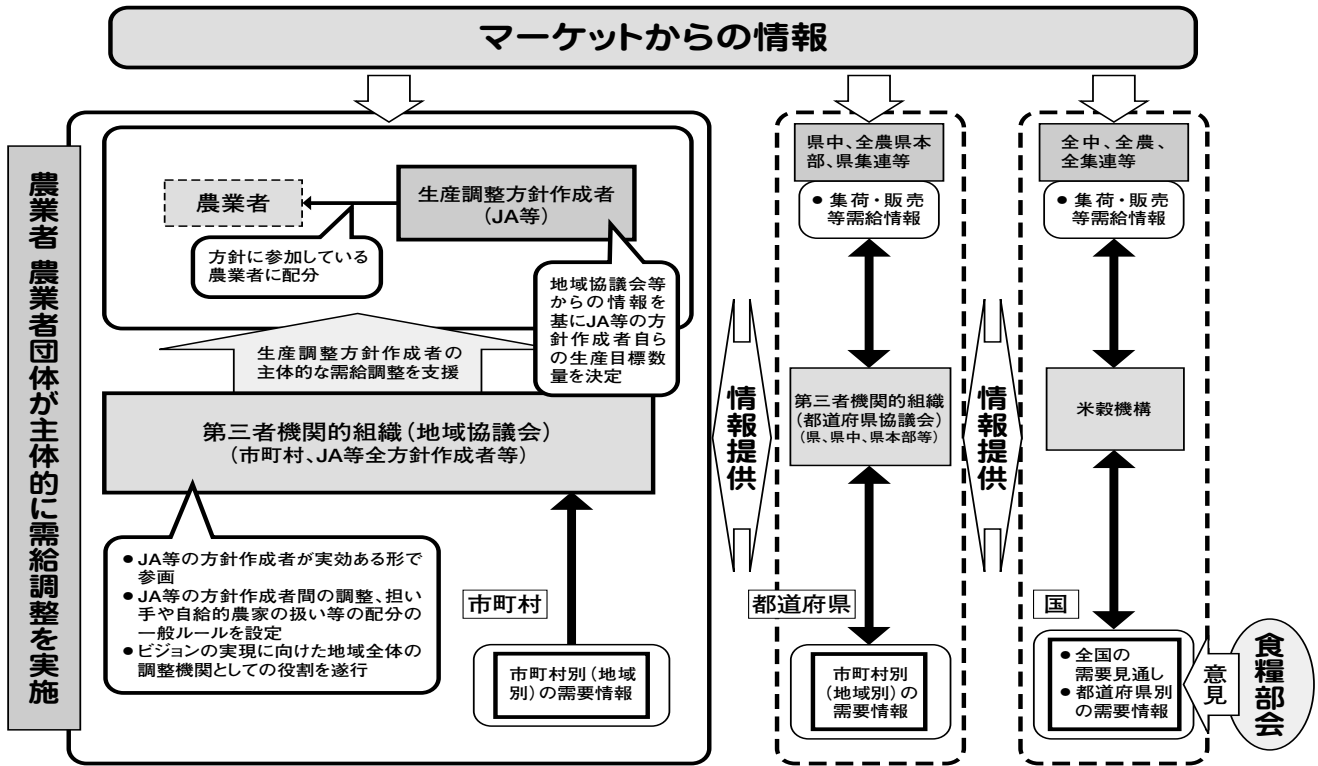 マーケットからの情報
農業者・農業者団体が主体的に需給調整を実施
農業者
生産調整方針作成者
(JA等)
方針に参加している
農業者に配分
地域協議会等
からの情報を
基にJA等の方
針作成者自ら
の生産目標数
量を決定
生産調整方針作成者の
主体的な需給調整を支援
第三者機関的組織(地域協議会)
(市町村、JA等全方針作成者等)
●JA等の方針作成者が実効ある形で
参画
●JA等の方針作成者間の調整、担い
手や自給的農家の扱い等の配分の
一般ルールを設定
●ビジョンの実現に向けた地域全体の
調整機関としての役割を遂行
市町村
市町村別(地域
別)の需要情報
情報提供
県中、全農県本
部、県集連等
●集荷・販売
等需給情報
第三者機関的組織
(都道府県協議会)
(県、県中、県本部等)
都道府県
市町村別
(地域別)の
需要情報
情報提供
全中、全農、
全集連等
●集荷・販売
等需給情報
米穀機構
国
●全国の
需要見通し
●都道府県別
の需要情報
意見
食糧部会